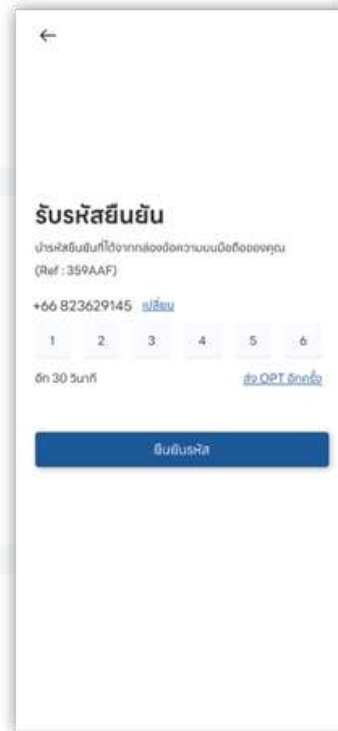 รับรหัสยืนยัน
นำรหัสยืนยันที่ได้จากกล่องข้อความบนมือถือของคุณ
(Ref : 359AAF)
+66 823629145 เปลี่ยน
1 2 3 4 5 6
อีก 30 วินาที ส่ง OPT อีกครั้ง
ยืนยันรหัส